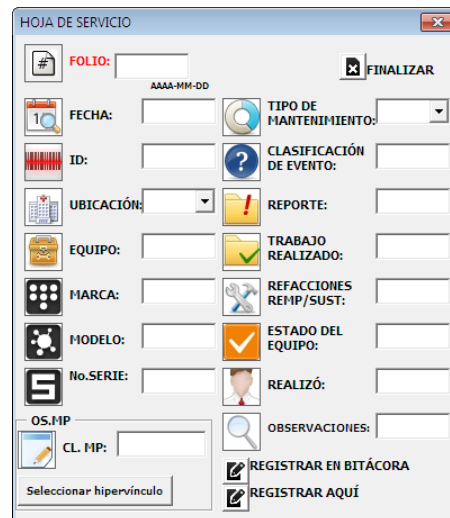 HOJA DE SERVICIO
#
FOLIO:
FINALIZAR
AAAA-MM-DD
FECHA:
TIPO DE
MANTENIMIENTO:
ID:
CLASIFICACIÓN
DE EVENTO:
UBICACIÓN:
REPORTE:
EQUIPO:
TRABAJO
REALIZADO:
MARCA:
REFACCIONES
REMP/SUST:
MODELO:
ESTADO DEL
EQUIPO:
No.SERIE:
REALIZÓ:
OS.MP
CL. MP:
OBSERVACIONES:
Seleccionar hipervínculo
REGISTRAR EN BITÁCORA
REGISTRAR AQUÍ